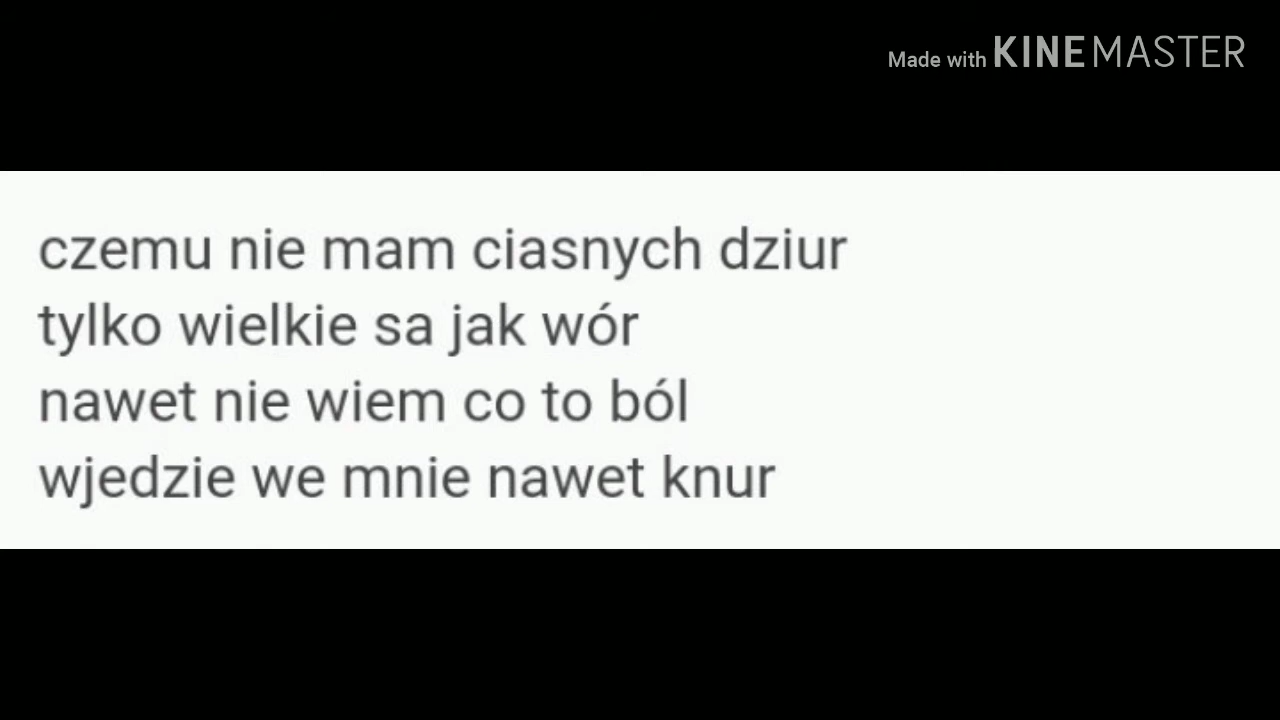 Made with KINEMASTER
czemu nie mam ciasnych dziur
tylko wielkie sa jak wór
nawet nie wiem co to ból
wjedzie we mnie nawet knur